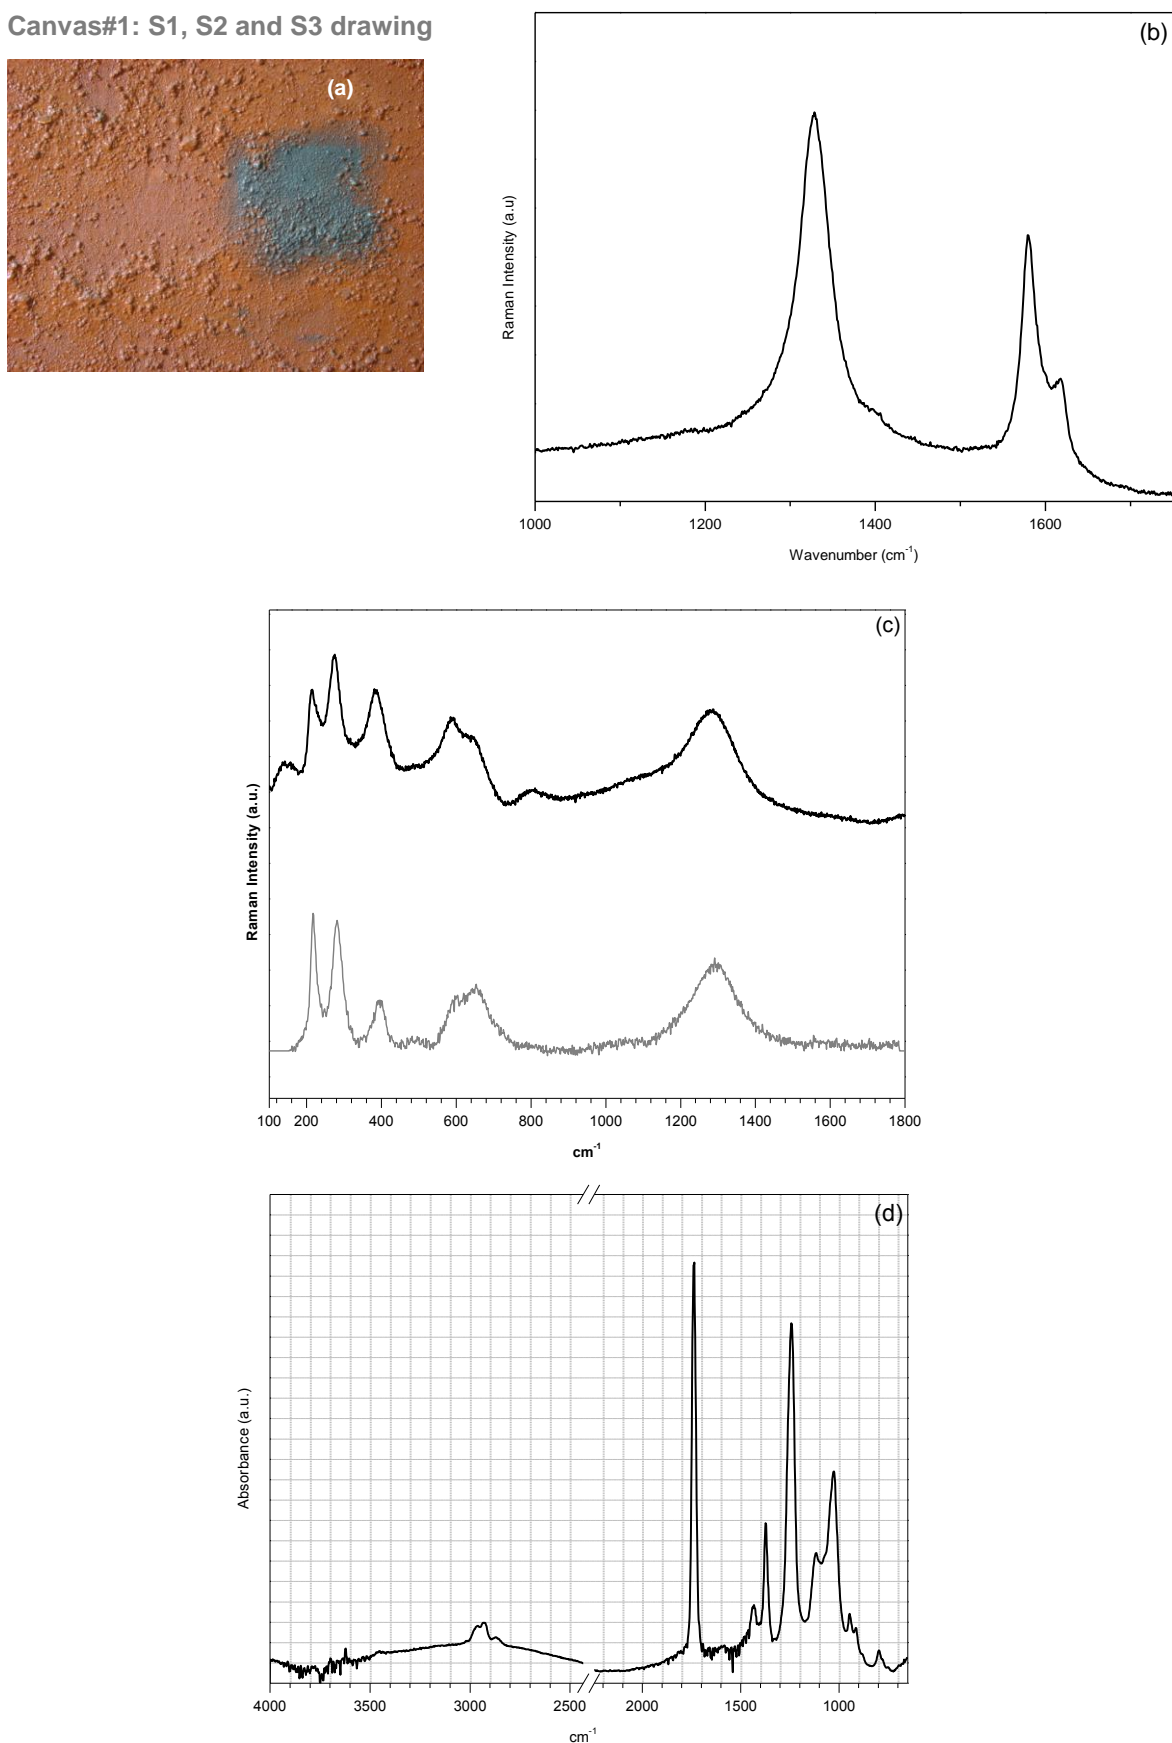 Canvas#1: S1, S2 and S3 drawing
(a)
(b)
Raman Intensity (a.u)
1000 1200 1400 1600
Wavenumber (cm-1)
(c)
Raman Intensity (a.u.)
100 200 400 600 800 1000 1200 1400 1600 1800
cm-1
(d)
Absorbance (a.u.)
4000 3500 3000 2500 2000 1500 1000
cm-1